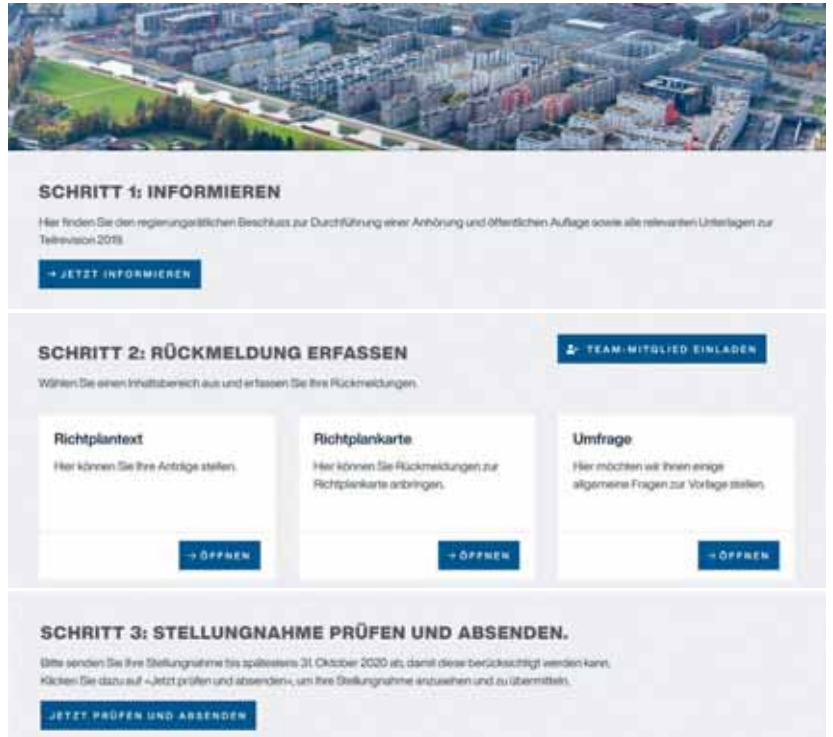 SCHRITT 1: INFORMIEREN
Hier finden Sie den regierungsrätlichen Beschluss zur Durchführung einer Anhörung und öffentlichen Auflage sowie alle relevanten Unterlagen zur
Teilrevision 2019.
→ JETZT INFORMIEREN
SCHRITT 2: RÜCKMELDUNG ERFASSEN
TEAM-MITGLIED EINLADEN
Wählen Sie einen Inhaltsbereich aus und erfassen Sie Ihre Rückmeldungen.
Richtplantext
Hier können Sie Ihre Anträge stellen.
→ ÖFFNEN
Richtplankarte
Hier können Sie Rückmeldungen zur
Richtplankarte anbringen.
→ ÖFFNEN
Umfrage
Hier möchten wir Ihnen einige
allgemeine Fragen zur Vorlage stellen.
→ ÖFFNEN
SCHRITT 3: STELLUNGNAHME PRÜFEN UND ABSENDEN.
Bitte senden Sie Ihre Stellungnahme bis spätestens 31. Oktober 2020 ab, damit diese berücksichtigt werden kann.
Klicken Sie dazu auf «Jetzt prüfen und absenden», um Ihre Stellungnahme anzusehen und zu übermitteln.
JETZT PRÜFEN UND ABSENDEN